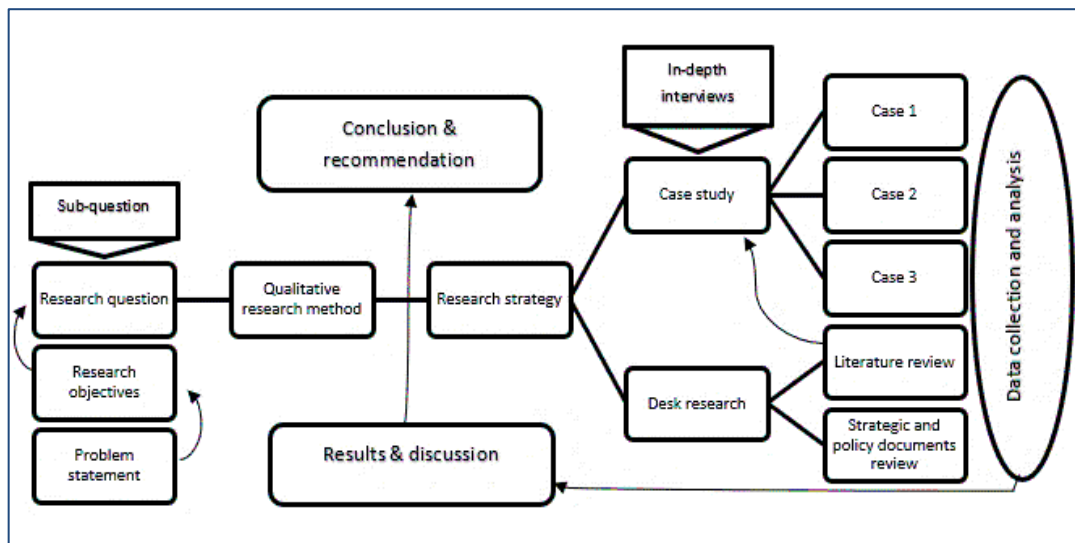 Sub-question
Research question
Research
objectives
Problem
statement
Qualitative
research method
Conclusion &
recommendation
Results & discussion
Research strategy
In-depth
interviews
Case study
Desk research
Case 1
Case 2
Case 3
Literature review
Strategic and
policy documents
review
Data collection and analysis